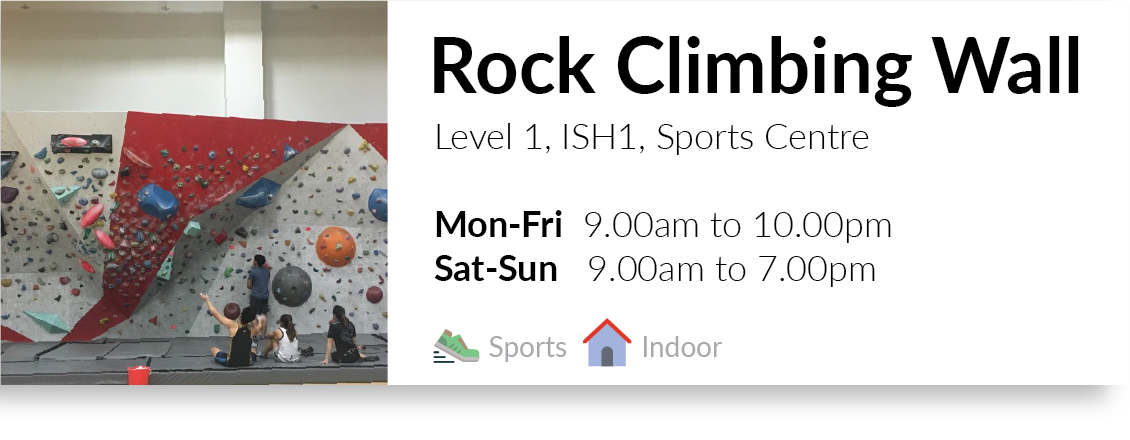 Rock Climbing Wall
Level 1, ISH1, Sports Centre
Mon-Fri 9.00am to 10.00pm
Sat-Sun 9.00am to 7.00pm
Sports Indoor